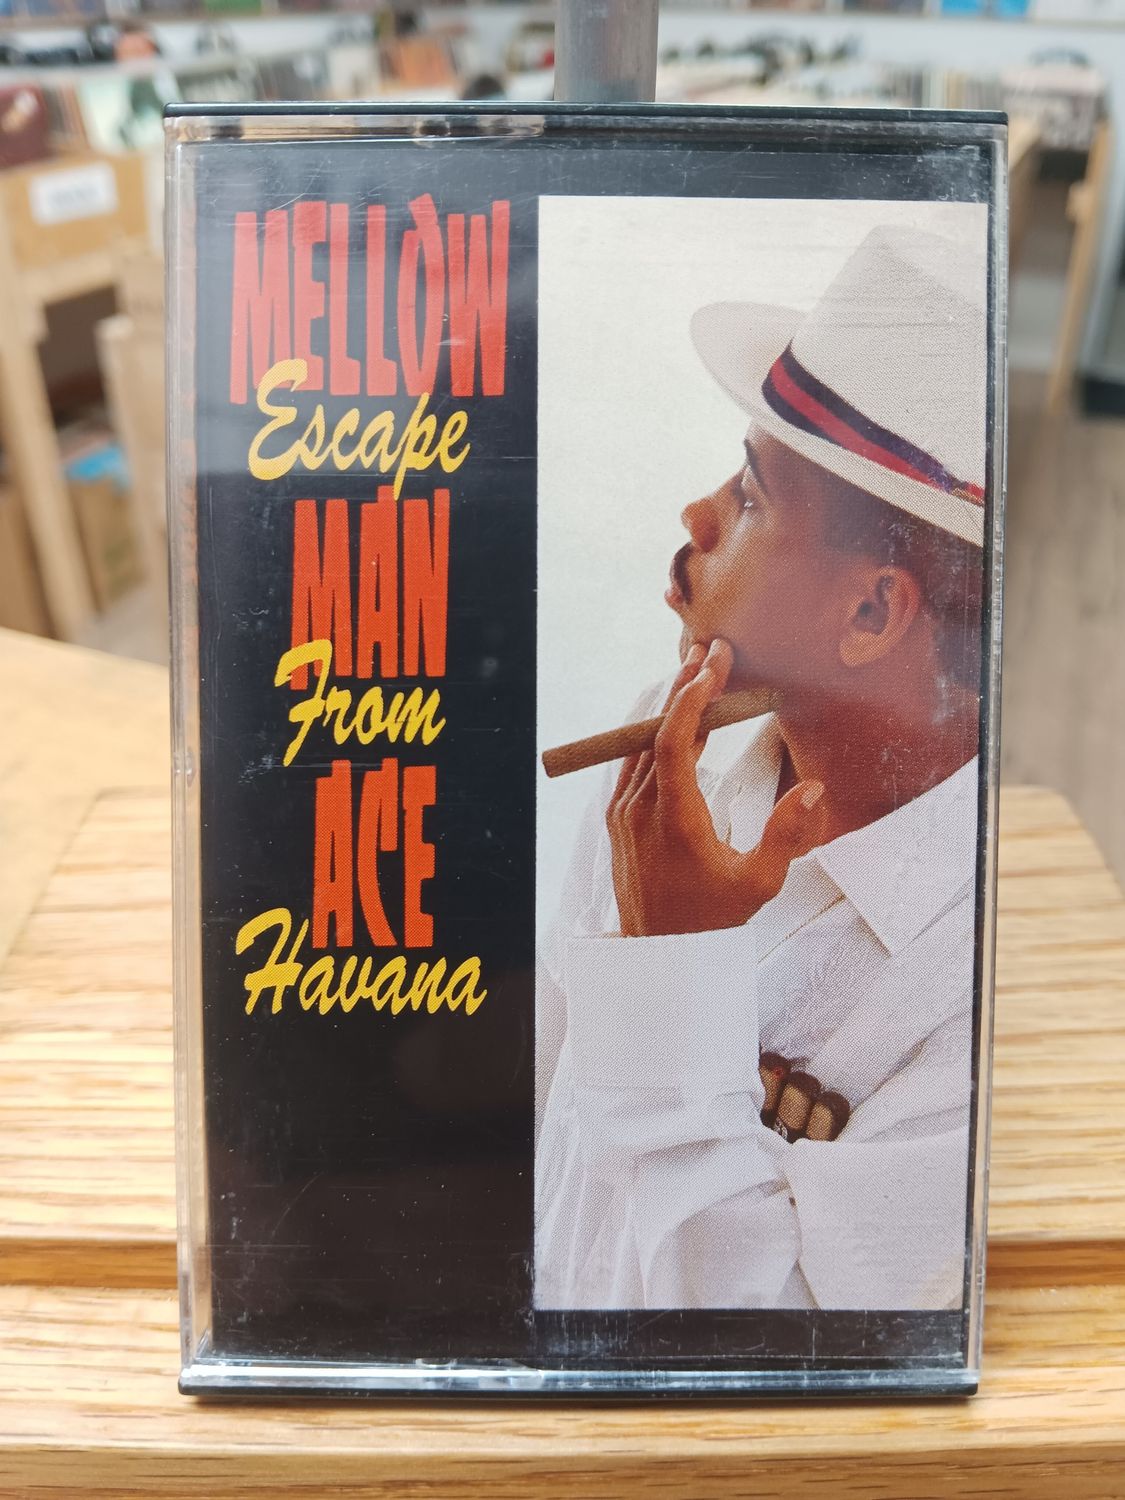 MELLOW
Escape
MAN
From
ACE
Havana